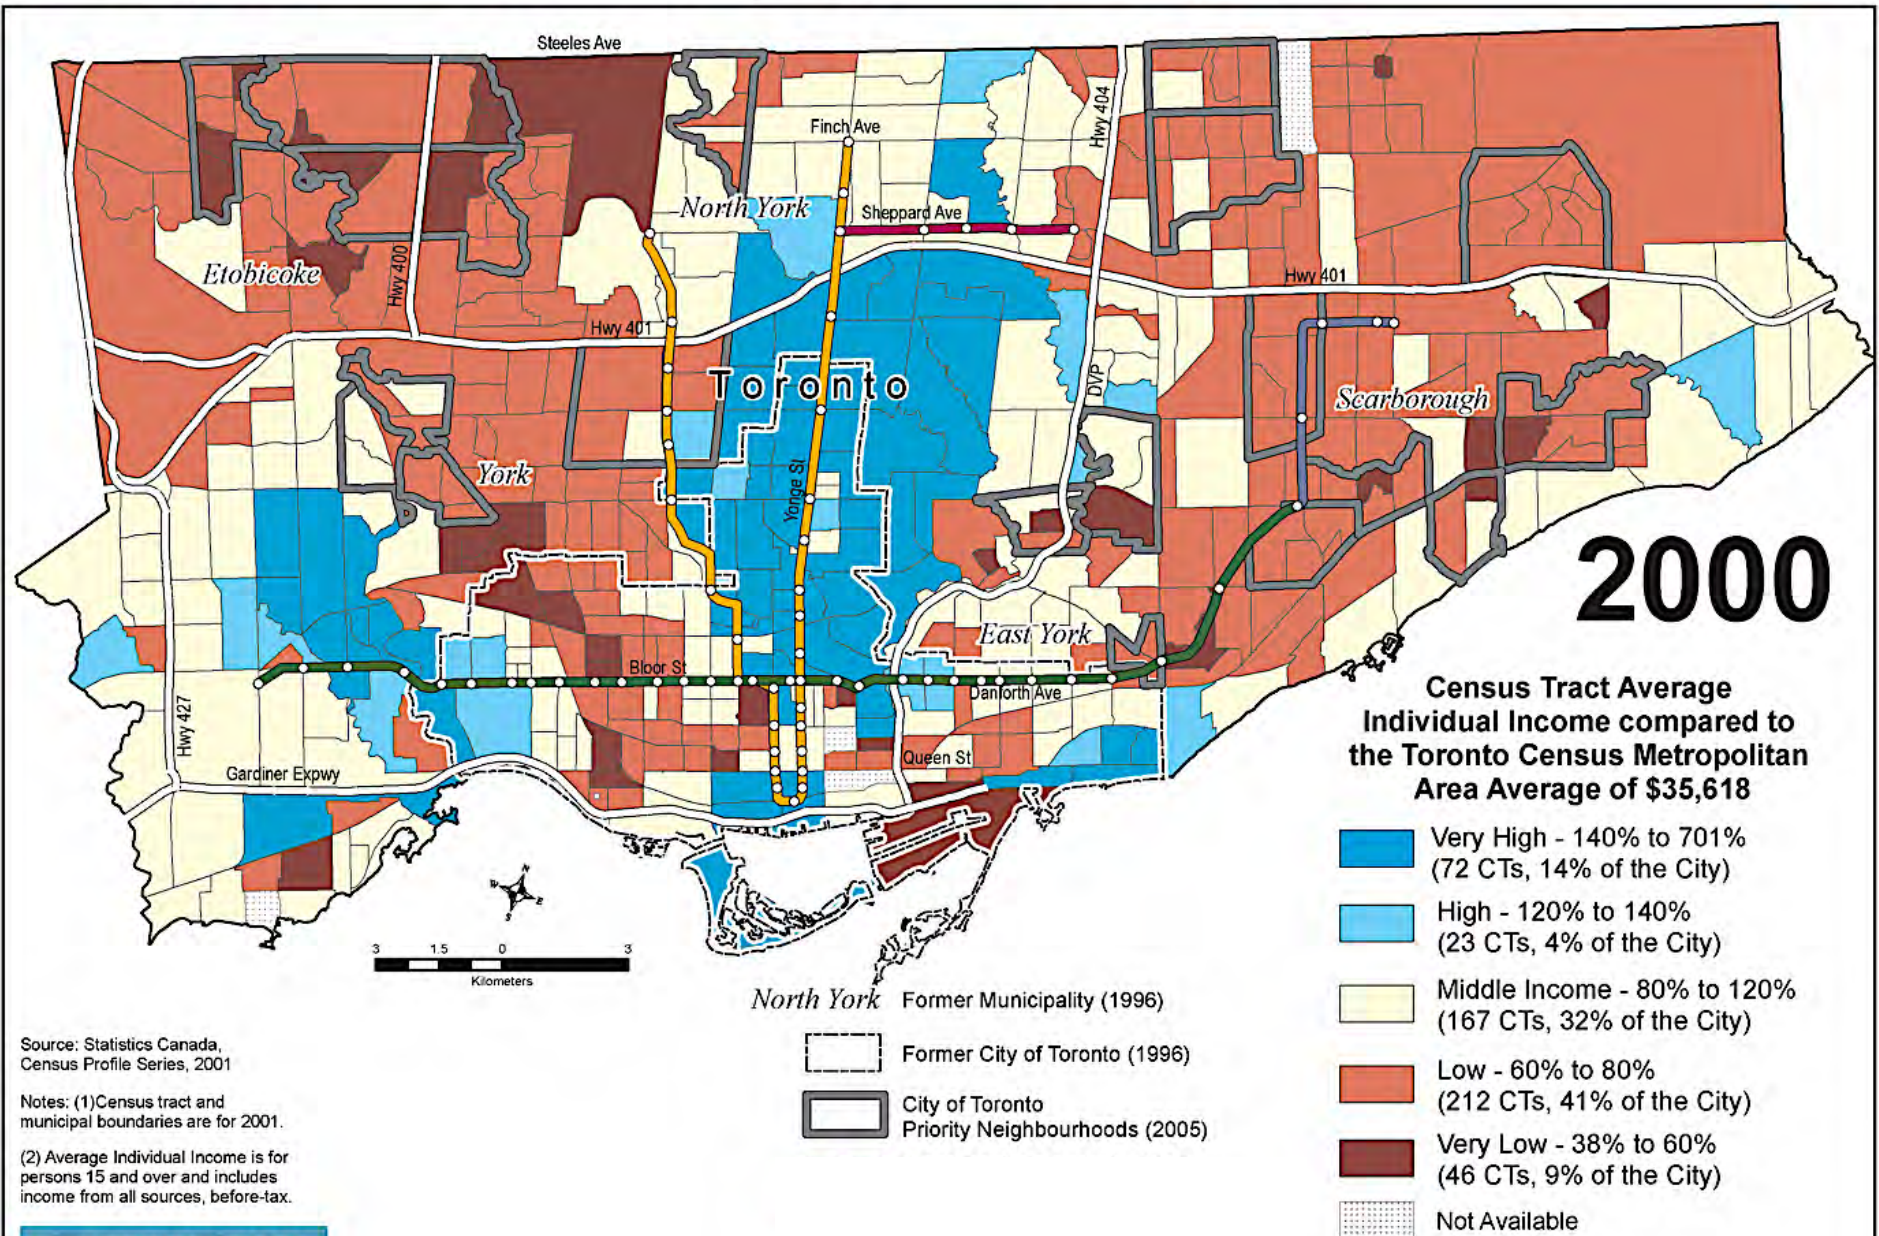 Steeles Ave
Finch Ave
Hwy 404
North York
Sheppard Ave
Etobicoke
Hwy 400
Hwy 401
Hwy 401
Toronto
DVP
Scarborough
York
Yonge St
2000
East York
Bloor St
Danforth Ave
Hwy 427
Gardiner Expwy
Queen St
Census Tract Average
Individual Income compared to
the Toronto Census Metropolitan
Area Average of $35,618
Very High - 140% to 701%
(72 CTs, 14% of the City)
High - 120% to 140%
(23 CTs, 4% of the City)
Middle Income - 80% to 120%
(167 CTs, 32% of the City)
Low - 60% to 80%
(212 CTs, 41% of the City)
Very Low - 38% to 60%
(46 CTs, 9% of the City)
Not Available
N
W
E
S
3 1.5 0 3
Kilometers
North York Former Municipality (1996)
Former City of Toronto (1996)
City of Toronto
Priority Neighbourhoods (2005)
Source: Statistics Canada,
Census Profile Series, 2001
Notes: (1)Census tract and
municipal boundaries are for 2001.
(2) Average Individual Income is for
persons 15 and over and includes
income from all sources, before-tax.